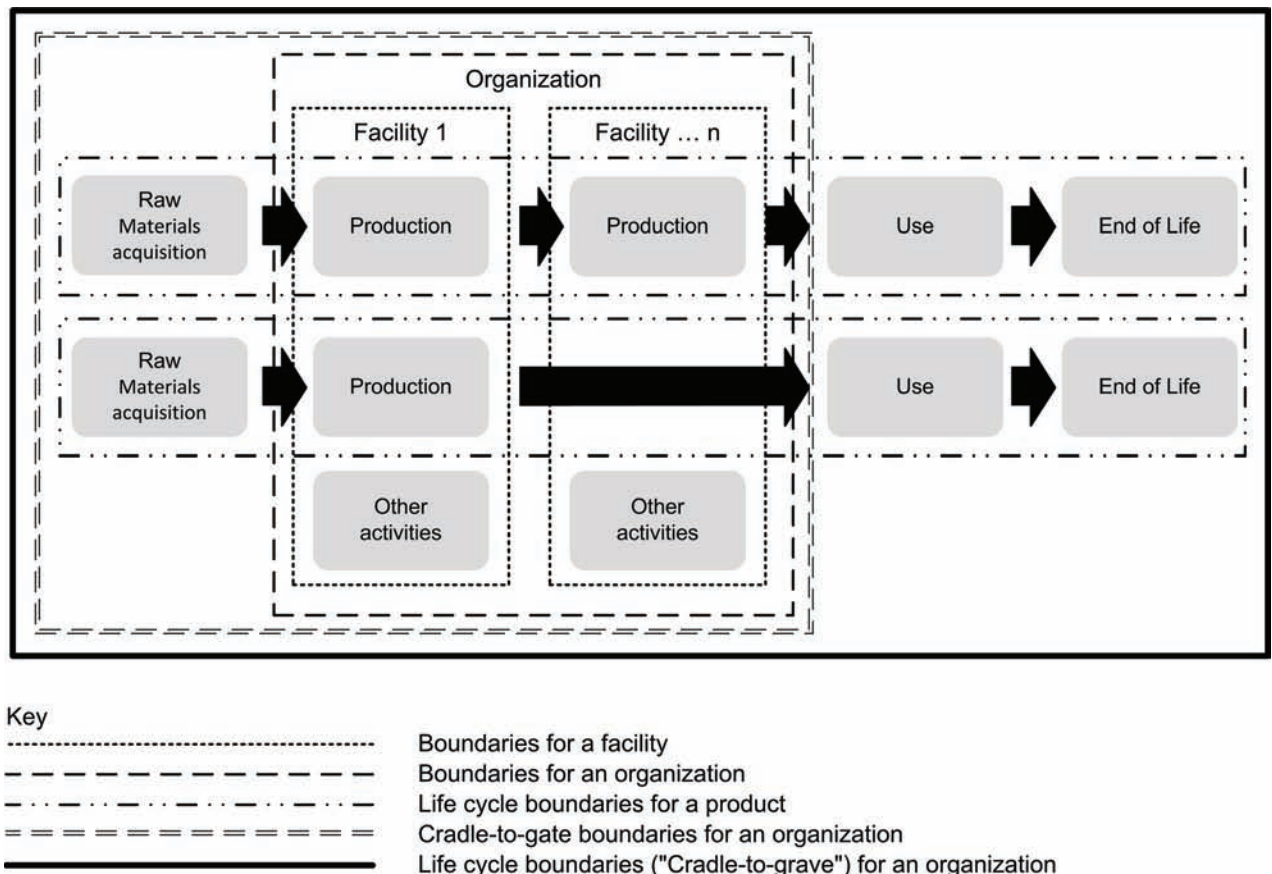 Organization
Facility 1
Facility ... n
Raw
Materials
acquisition
Production
Production
Use
End of Life
Raw
Materials
acquisition
Production
Use
End of Life
Other
activities
Other
activities
Key
Boundaries for a facility
Boundaries for an organization
Life cycle boundaries for a product
Cradle-to-gate boundaries for an organization
Life cycle boundaries ("Cradle-to-grave") for an organization